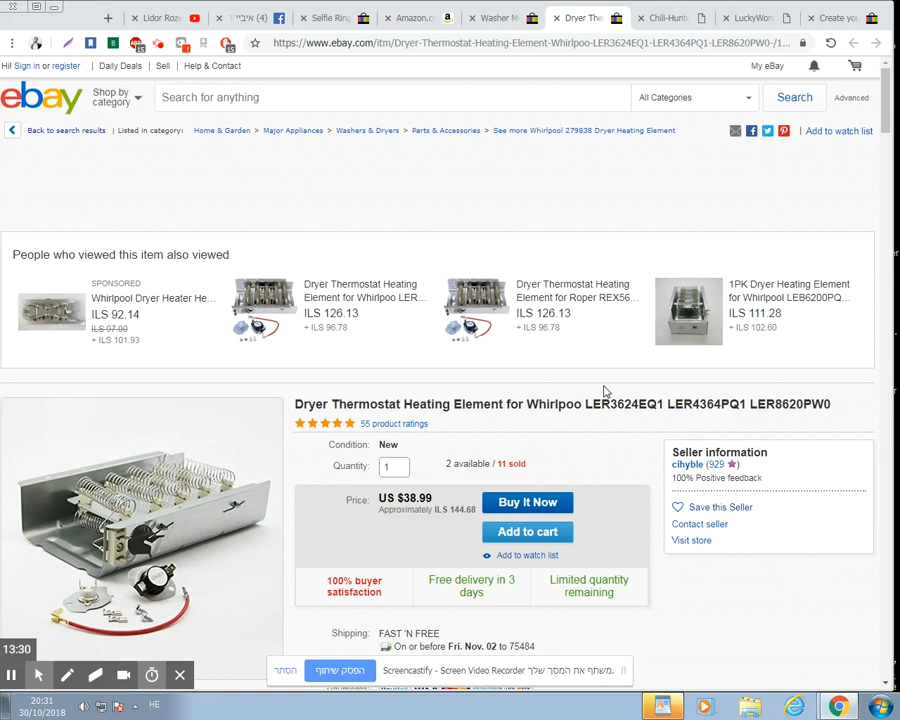 Lidor Roze
(4) איביי T
Selfie Ring
Amazon.c
Washer M
Dryer The
Chili-Hunt
LuckyWord
Create you
15
1
15
https://www.ebay.com/itm/Dryer-Thermostat-Heating-Element-Whirlpoo-LER3624EQ1-LER4364PQ1-LER8620PW0-/1...
Hi! Sign in or register
Daily Deals
Sell
Help & Contact
My eBay
ebay
Shop by category
Search for anything
All Categories
Search
Advanced
Back to search results
Listed in category:
Home & Garden > Major Appliances > Washers & Dryers > Parts & Accessories > See more Whirlpool 279838 Dryer Heating Element
Add to watch list
People who viewed this item also viewed
SPONSORED
Whirlpool Dryer Heater He...
ILS 92.14
ILS 97.00
+ ILS 101.93
Dryer Thermostat Heating
Element for Whirlpoo LER...
ILS 126.13
+ ILS 96.78
Dryer Thermostat Heating
Element for Roper REX56...
ILS 126.13
+ ILS 96.78
1PK Dryer Heating Element
for Whirlpool LEB6200PQ...
ILS 111.28
+ ILS 102.60
Dryer Thermostat Heating Element for Whirlpoo LER3624EQ1 LER4364PQ1 LER8620PW0
55 product ratings
Condition: New
Quantity: 1
2 available / 11 sold
Price: US $38.99
Approximately ILS 144.68
Buy It Now
Add to cart
Add to watch list
100% buyer
satisfaction
Free delivery in 3
days
Limited quantity
remaining
Shipping: FAST 'N FREE
On or before Fri. Nov. 02 to 75484
Seller information
cihyble (929 )
100% Positive feedback
Save this Seller
Contact seller
Visit store
13:30
הסתר
הפסק שיתוף
Screencastify - Screen Video Recorder משתף את המסך שלך.
20:31
30/10/2018
HE